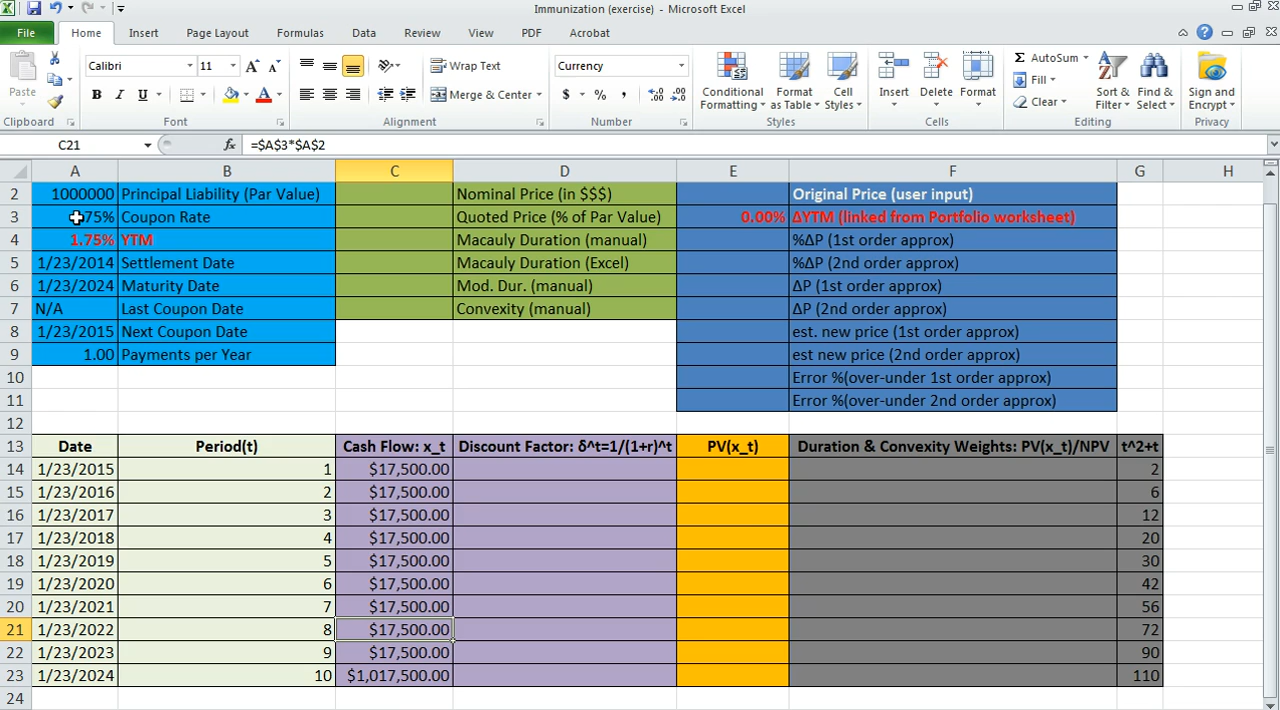 Immunization (exercise) - Microsoft Excel
File Home Insert Page Layout Formulas Data Review View PDF Acrobat
Calibri 11 Wrap Text Currency AutoSum
Paste B I U Merge & Center $ % , Conditional Formatting Format as Table Cell Styles Insert Delete Format Fill Sort & Filter Find & Select Sign and Encrypt
Clear
Clipboard Font Alignment Number Styles Cells Editing Privacy
C21 fx =$A$3*$A$2
A B C D E F G H
2 1000000 Principal Liability (Par Value) Nominal Price (in $$$) Original Price (user input)
3 75% Coupon Rate Quoted Price (% of Par Value) 0.00% ΔYTM (linked from Portfolio worksheet)
4 1.75% YTM Macauly Duration (manual) %ΔP (1st order approx)
5 1/23/2014 Settlement Date Macauly Duration (Excel) %ΔP (2nd order approx)
6 1/23/2024 Maturity Date Mod. Dur. (manual) ΔP (1st order approx)
7 N/A Last Coupon Date Convexity (manual) ΔP (2nd order approx)
8 1/23/2015 Next Coupon Date est. new price (1st order approx)
9 1.00 Payments per Year est new price (2nd order approx)
10 Error %(over-under 1st order approx)
11 Error %(over-under 2nd order approx)
12
13 Date Period(t) Cash Flow: x_t Discount Factor: δ^t=1/(1+r)^t PV(x_t) Duration & Convexity Weights: PV(x_t)/NPV t^2+t
14 1/23/2015 1 $17,500.00 2
15 1/23/2016 2 $17,500.00 6
16 1/23/2017 3 $17,500.00 12
17 1/23/2018 4 $17,500.00 20
18 1/23/2019 5 $17,500.00 30
19 1/23/2020 6 $17,500.00 42
20 1/23/2021 7 $17,500.00 56
21 1/23/2022 8 $17,500.00 72
22 1/23/2023 9 $17,500.00 90
23 1/23/2024 10 $1,017,500.00 110
24